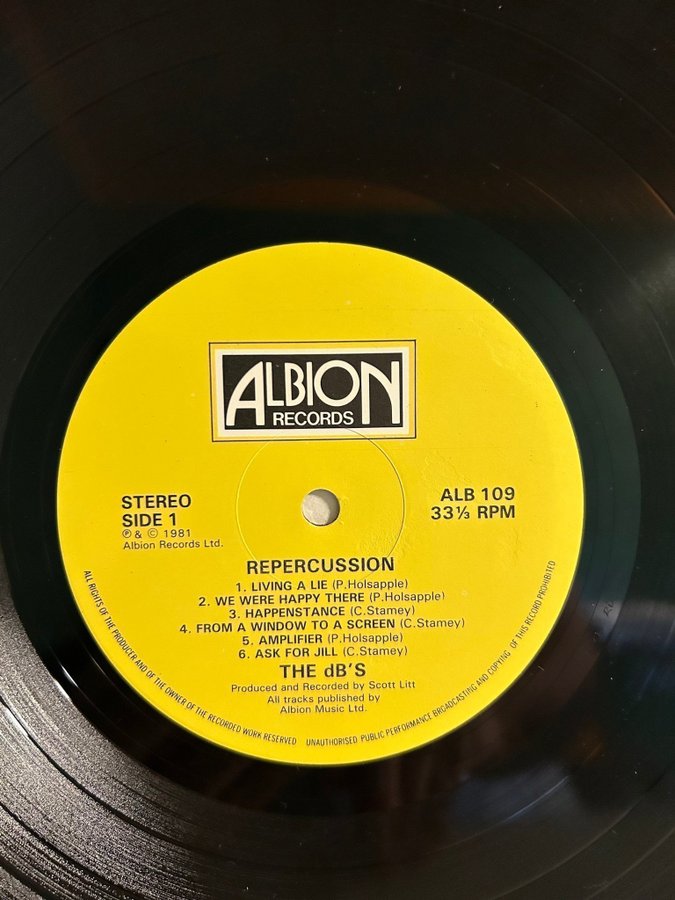 ALBION
RECORDS
STEREO
SIDE 1
℗ & © 1981
Albion Records Ltd.
ALB 109
33⅓ RPM
REPERCUSSION
1. LIVING A LIE (P.Holsapple)
2. WE WERE HAPPY THERE (P.Holsapple)
3. HAPPENSTANCE (C.Stamey)
4. FROM A WINDOW TO A SCREEN (C.Stamey)
5. AMPLIFIER (P.Holsapple)
6. ASK FOR JILL (C.Stamey)
THE dB'S
Produced and Recorded by Scott Litt
All tracks published by
Albion Music Ltd.
ALL RIGHTS OF THE PRODUCER AND OF THE OWNER OF THE RECORDED WORK RESERVED UNAUTHORISED PUBLIC PERFORMANCE BROADCASTING AND COPYING OF THIS RECORD PROHIBITED